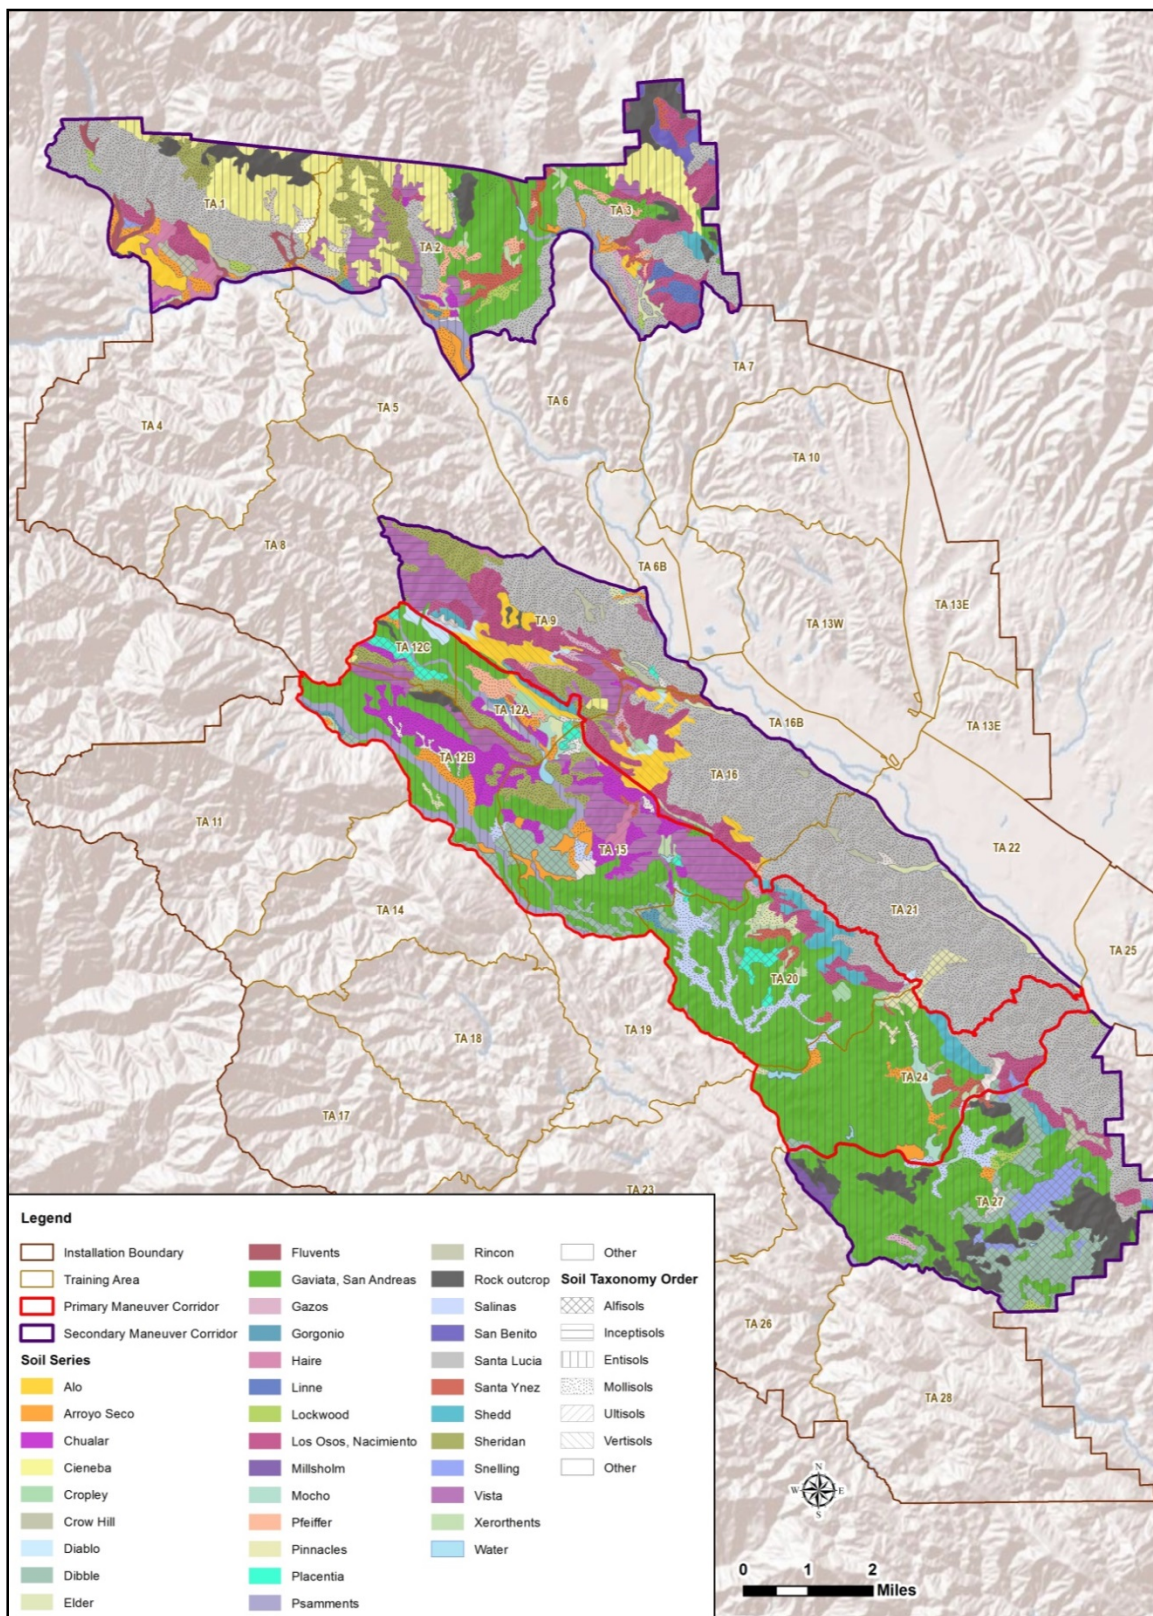 TA 1
TA 2
TA 3
TA 7
TA 5
TA 6
TA 4
TA 10
TA 8
TA 6B
TA 13E
TA 9
TA 13W
TA 12C
TA 12A
TA 16B
TA 13E
TA 12B
TA 16
TA 11
TA 15
TA 22
TA 14
TA 21
TA 25
TA 20
TA 19
TA 18
TA 24
TA 17
TA 23
TA 27
TA 26
TA 28
Legend
Installation Boundary
Training Area
Primary Maneuver Corridor
Secondary Maneuver Corridor
Soil Series
Alo
Arroyo Seco
Chualar
Cieneba
Cropley
Crow Hill
Diablo
Dibble
Elder
Fluvents
Gaviata, San Andreas
Gazos
Gorgonio
Haire
Linne
Lockwood
Los Osos, Nacimiento
Millsholm
Mocho
Pfeiffer
Pinnacles
Placentia
Psamments
Rincon
Rock outcrop
Salinas
San Benito
Santa Lucia
Santa Ynez
Shedd
Sheridan
Snelling
Vista
Xerorthents
Water
Other
Soil Taxonomy Order
Alfisols
Inceptisols
Entisols
Mollisols
Ultisols
Vertisols
Other
N
W E
S
0 1 2
Miles